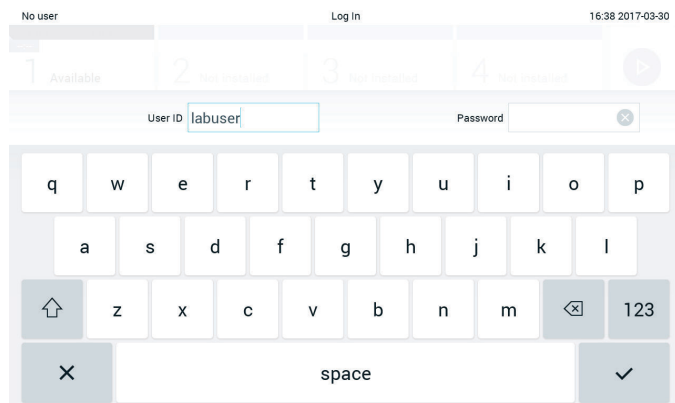 No user Log In 16:38 2017-03-30
1 Available 2 Not installed 3 Not installed 4 Not installed
User ID labuser Password
q w e r t y u i o p
a s d f g h j k l
z x c v b n m 123
space